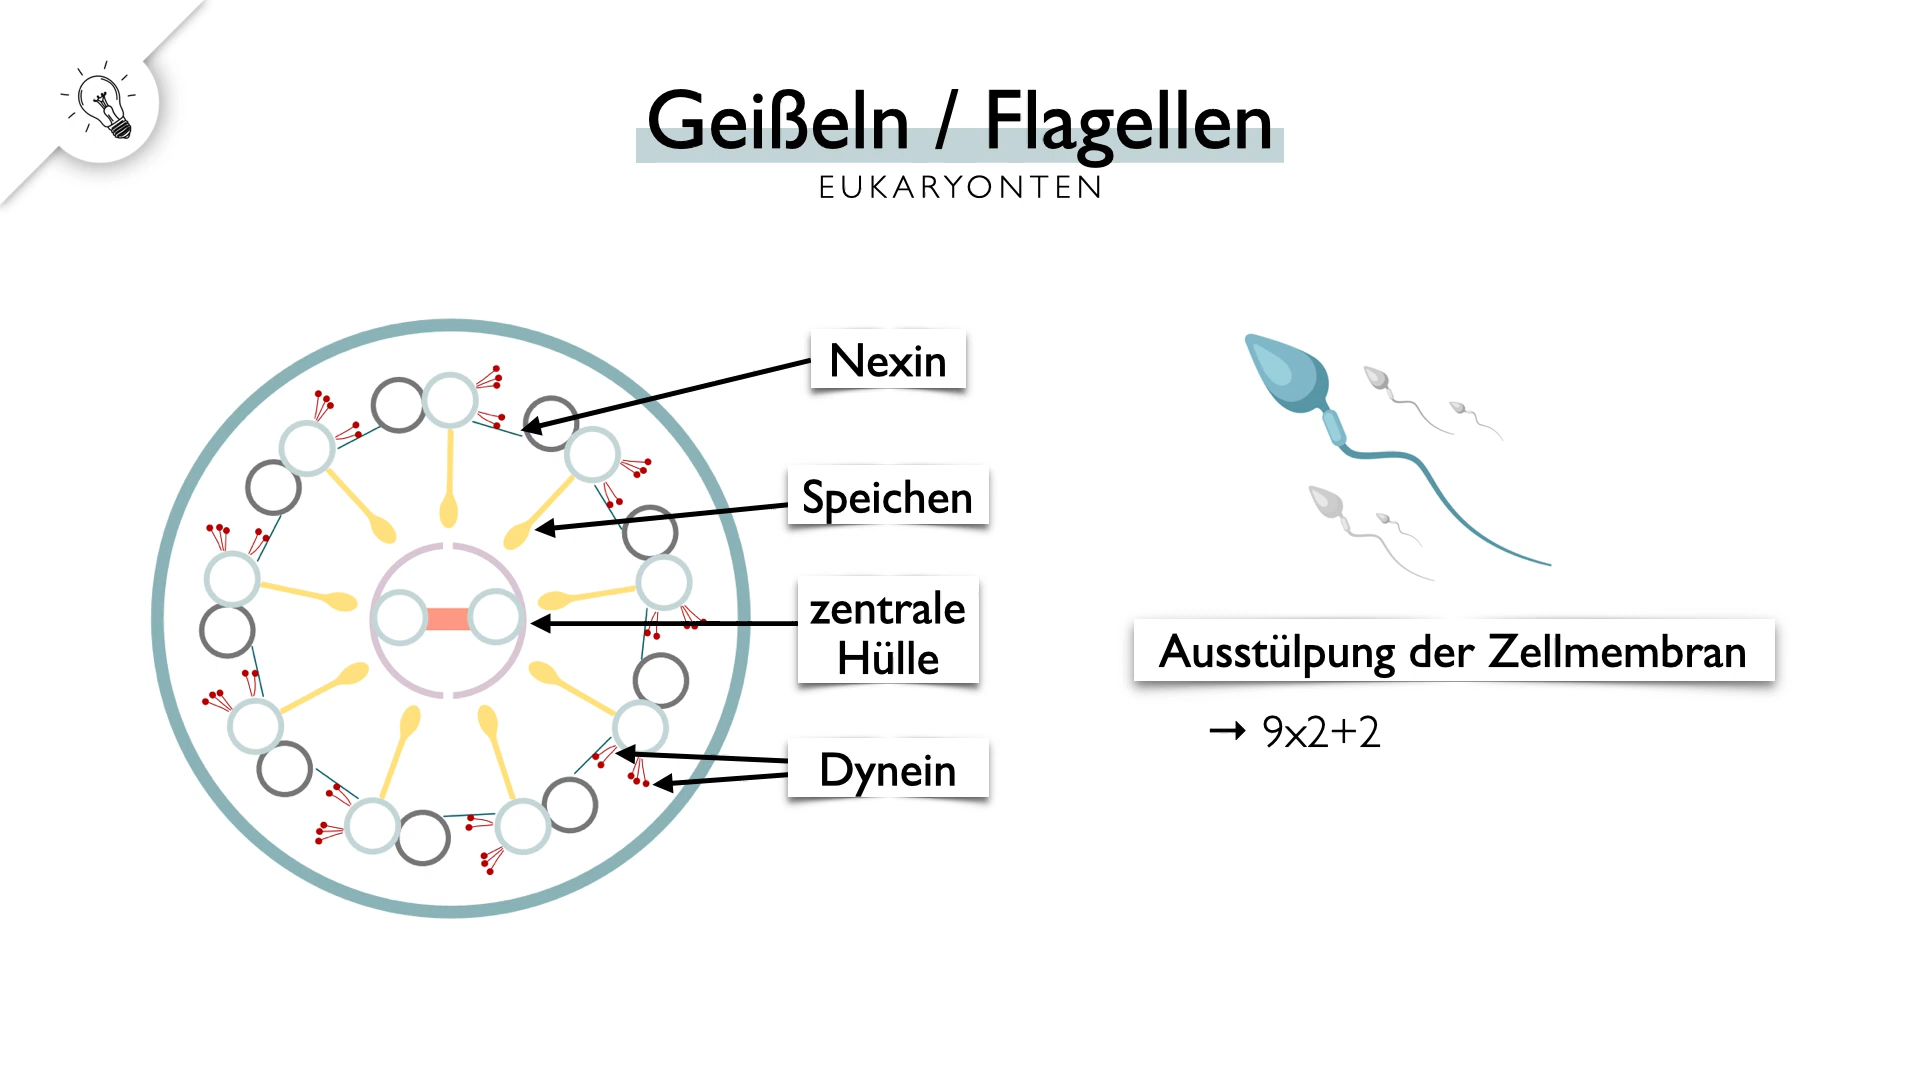 Geißeln / Flagellen
EUKARYONTEN
Nexin
Speichen
zentrale
Hülle
Dynein
Ausstülpung der Zellmembran
→ 9x2+2